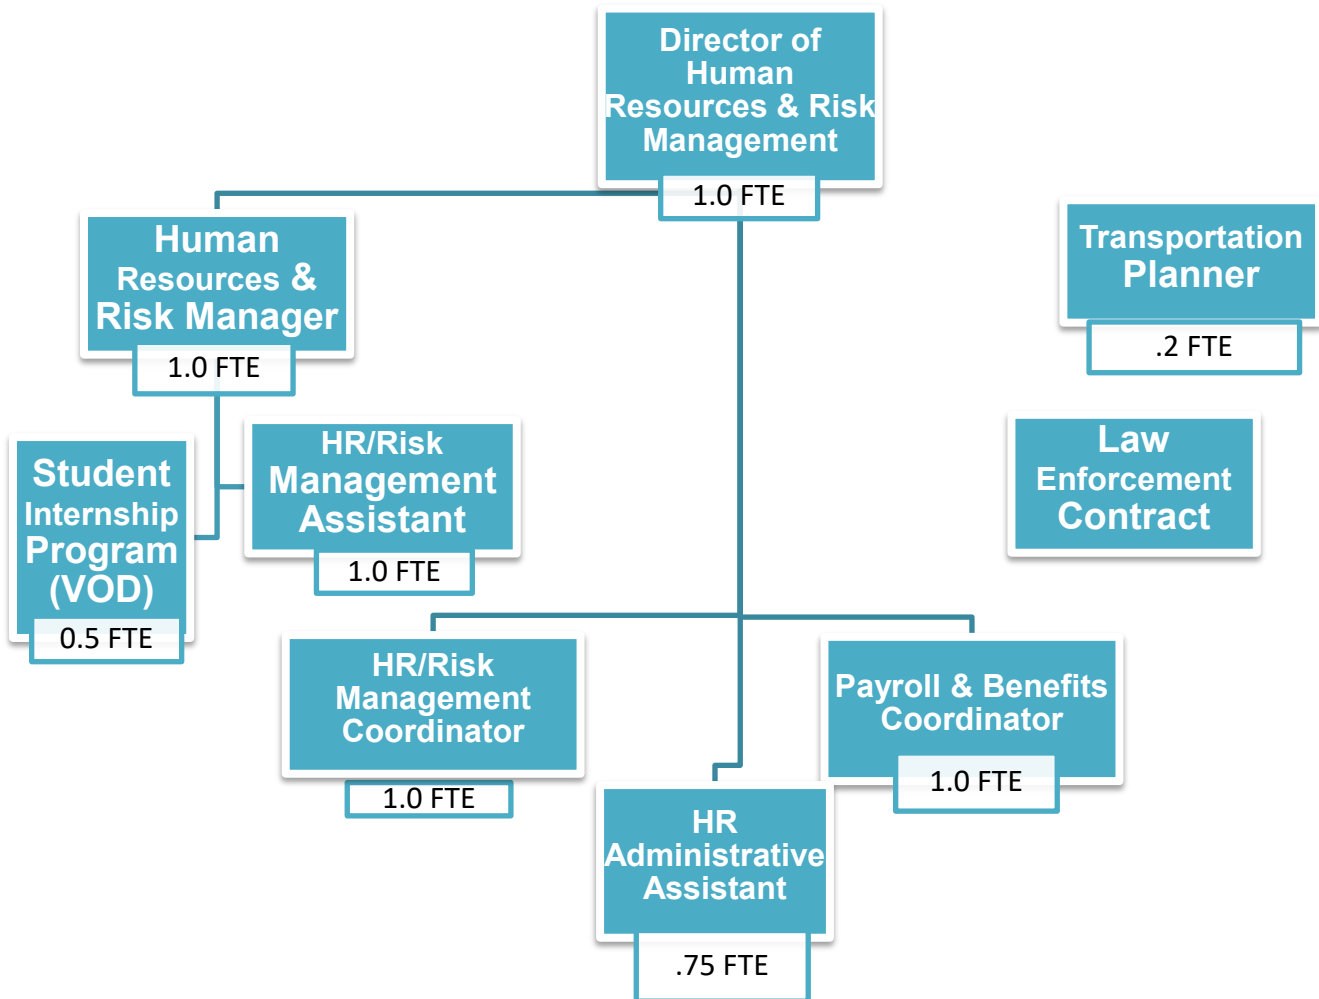 Director of
Human
Resources & Risk
Management
1.0 FTE
Human
Resources &
Risk Manager
1.0 FTE
Transportation
Planner
.2 FTE
Student
Internship
Program
(VOD)
0.5 FTE
HR/Risk
Management
Assistant
1.0 FTE
Law
Enforcement
Contract
HR/Risk
Management
Coordinator
1.0 FTE
HR
Administrative
Assistant
.75 FTE
Payroll & Benefits
Coordinator
1.0 FTE